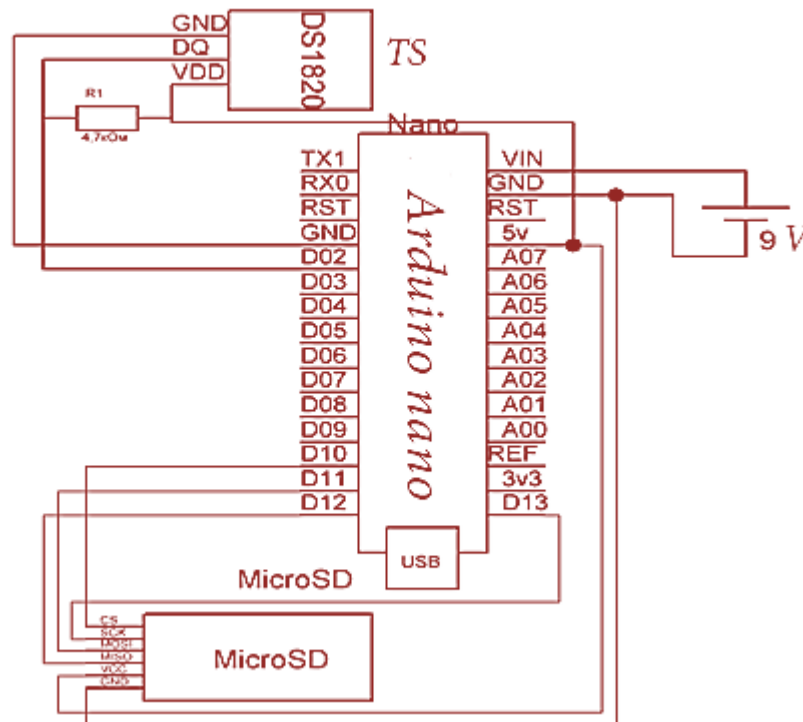 GND
DQ
VDD
DS1820
TS
R1
4,7кОм
Nano
TX1
RX0
RST
GND
D02
D03
D04
D05
D06
D07
D08
D09
D10
D11
D12
Arduino nano
VIN
GND
RST
5v
A07
A06
A05
A04
A03
A02
A01
A00
REF
3v3
D13
9 V
USB
MicroSD
CS
SCK
MOSI
MISO
VCC
GND
MicroSD